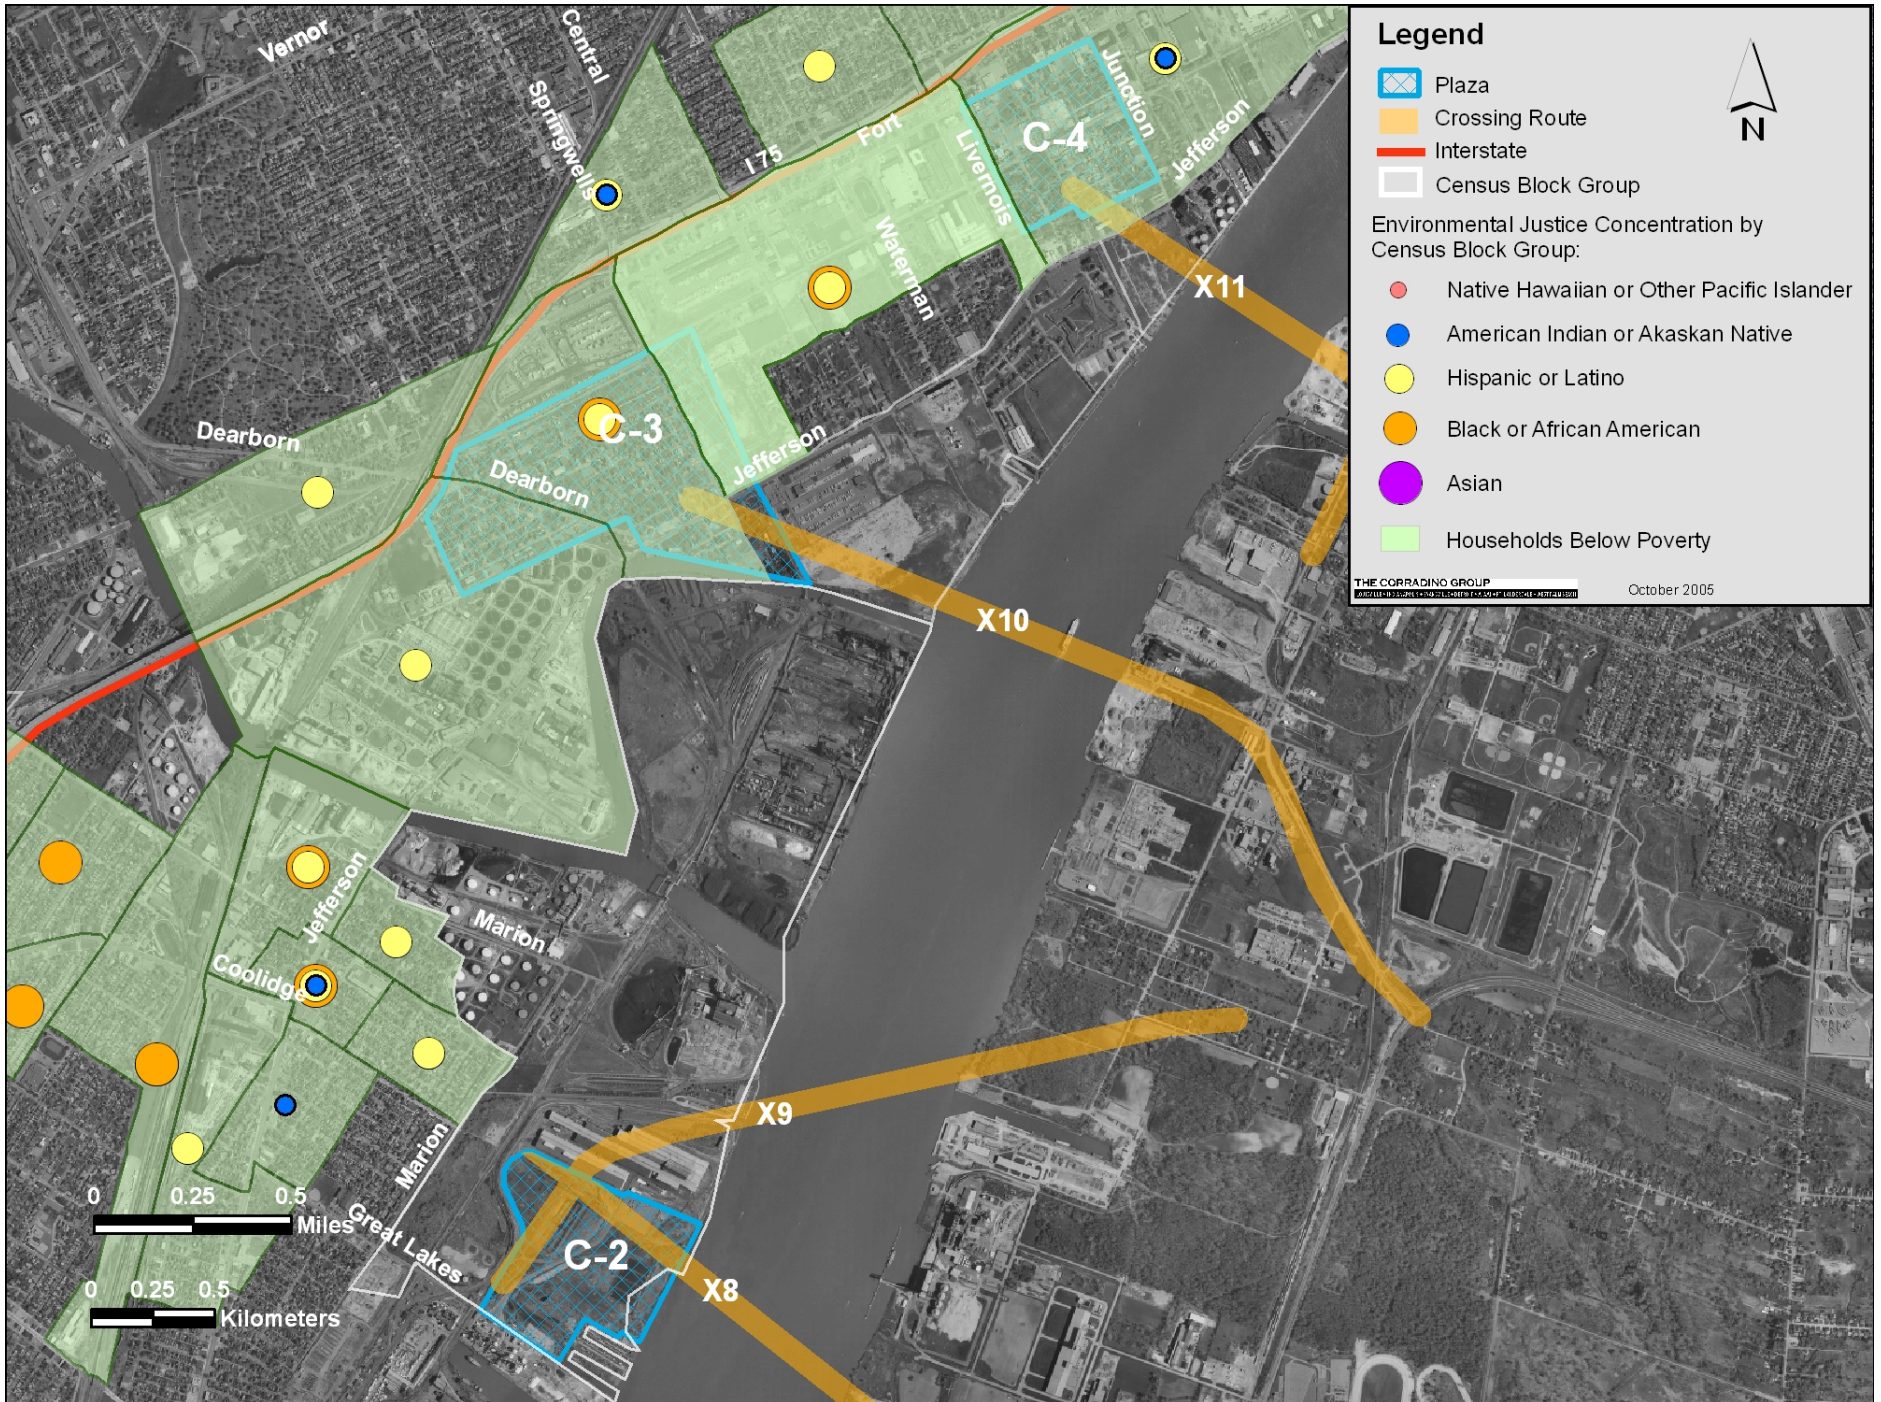 Vernor
Central
Springwells
I 75
Fort
Livernois
Junction
Jefferson
C-4
Waterman
X11
Dearborn
C-3
Dearborn
Jefferson
X10
Jefferson
Marion
Coolidge
X9
Marion
Great Lakes
C-2
X8
0 0.25 0.5
Miles
0 0.25 0.5
Kilometers
Legend
Plaza
Crossing Route
Interstate
Census Block Group
N
Environmental Justice Concentration by
Census Block Group:
Native Hawaiian or Other Pacific Islander
American Indian or Akaskan Native
Hispanic or Latino
Black or African American
Asian
Households Below Poverty
THE CORRADINO GROUP
October 2005